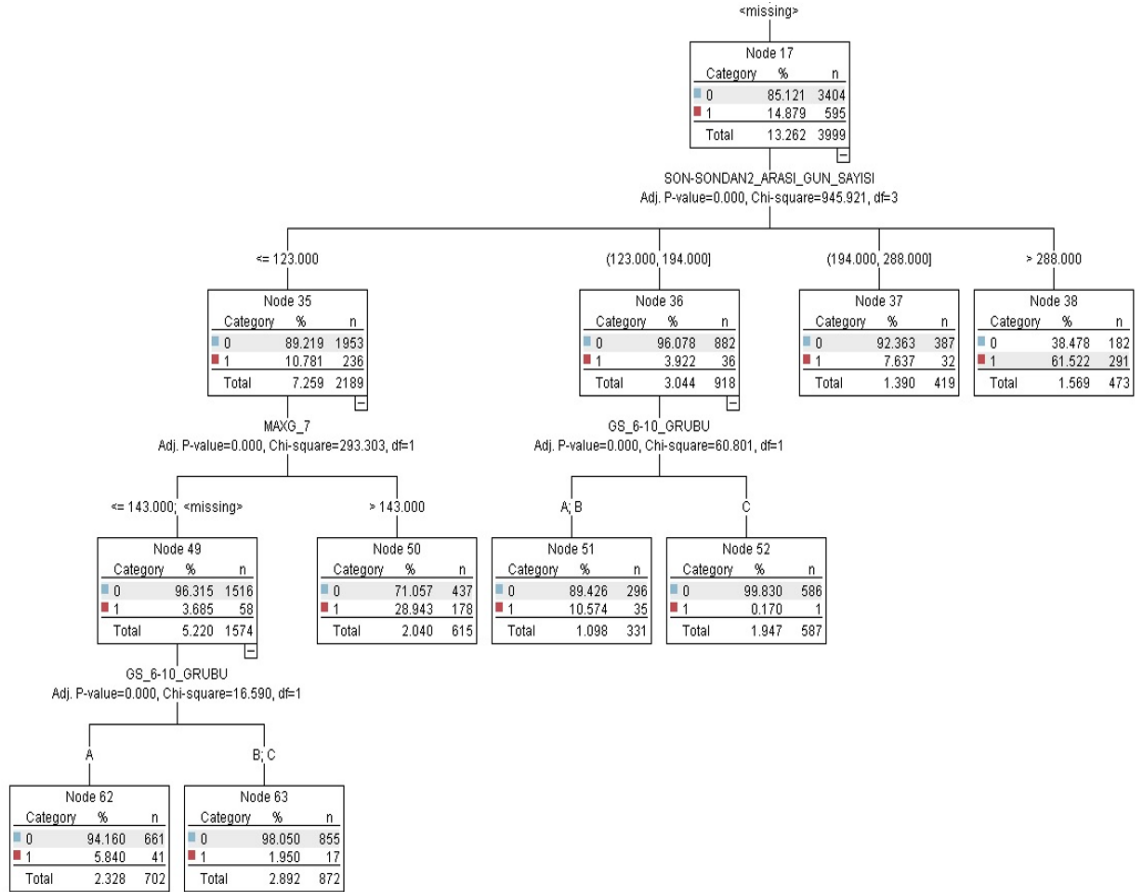 <missing>
Node 17
Category % n
0 85.121 3404
1 14.879 595
Total 13.262 3999
SON-SONDAN2_ARASI_GUN_SAYISI
Adj. P-value=0.000, Chi-square=945.921, df=3
<= 123.000
(123.000, 194.000]
(194.000, 288.000]
> 288.000
Node 35
Category % n
0 89.219 1953
1 10.781 236
Total 7.259 2189
Node 36
Category % n
0 96.078 882
1 3.922 36
Total 3.044 918
Node 37
Category % n
0 92.363 387
1 7.637 32
Total 1.390 419
Node 38
Category % n
0 38.478 182
1 61.522 291
Total 1.569 473
MAXG_7
Adj. P-value=0.000, Chi-square=293.303, df=1
GS_6-10_GRUBU
Adj. P-value=0.000, Chi-square=60.801, df=1
<= 143.000; <missing>
> 143.000
A; B
C
Node 49
Category % n
0 96.315 1516
1 3.685 58
Total 5.220 1574
Node 50
Category % n
0 71.057 437
1 28.943 178
Total 2.040 615
Node 51
Category % n
0 89.426 296
1 10.574 35
Total 1.098 331
Node 52
Category % n
0 99.830 586
1 0.170 1
Total 1.947 587
GS_6-10_GRUBU
Adj. P-value=0.000, Chi-square=16.590, df=1
A
B; C
Node 62
Category % n
0 94.160 661
1 5.840 41
Total 2.328 702
Node 63
Category % n
0 98.050 855
1 1.950 17
Total 2.892 872